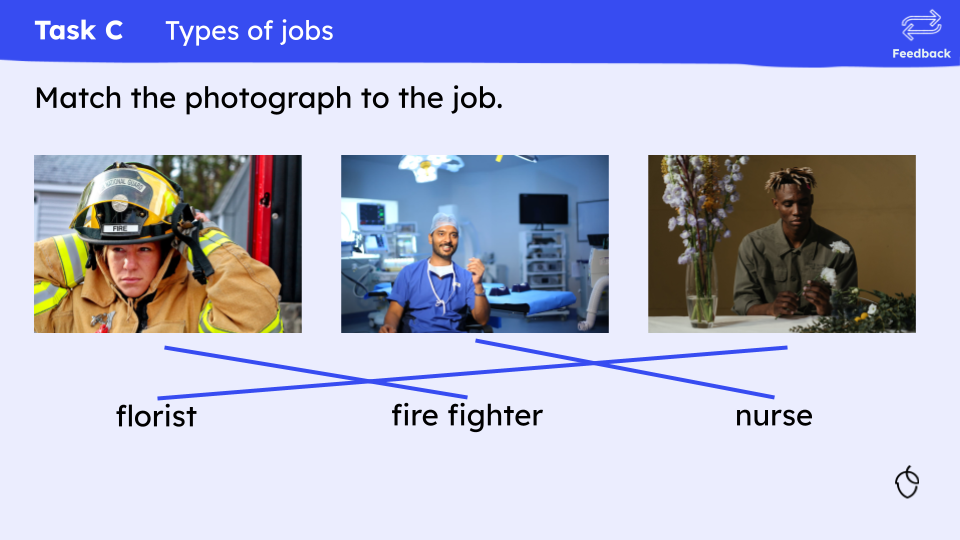 Task C Types of jobs
Feedback
Match the photograph to the job.
FIRE
florist
fire fighter
nurse